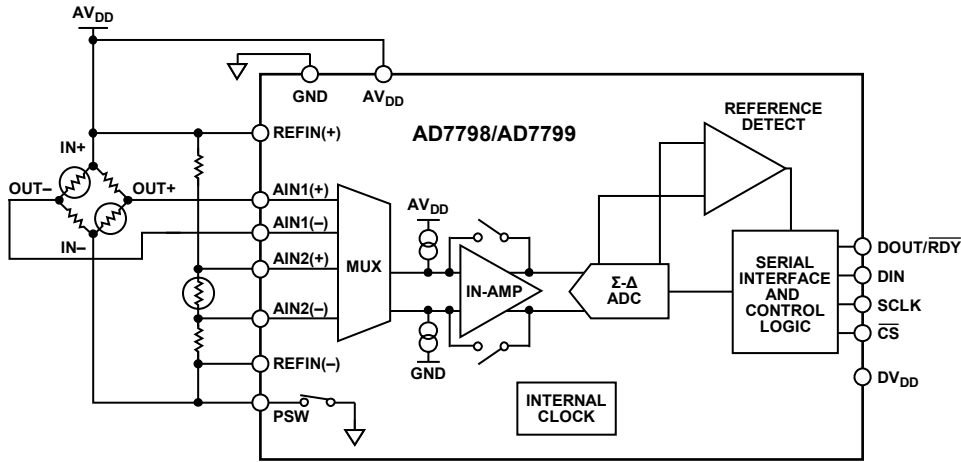 AVDD
GND
AVDD
REFERENCE
DETECT
AD7798/AD7799
REFIN(+)
IN+
OUT–
OUT+
IN–
AIN1(+)
AIN1(–)
AIN2(+)
AIN2(–)
REFIN(–)
PSW
MUX
AVDD
GND
IN-AMP
Σ-Δ
ADC
SERIAL
INTERFACE
AND
CONTROL
LOGIC
INTERNAL
CLOCK
DOUT/RDY
DIN
SCLK
CS
DVDD